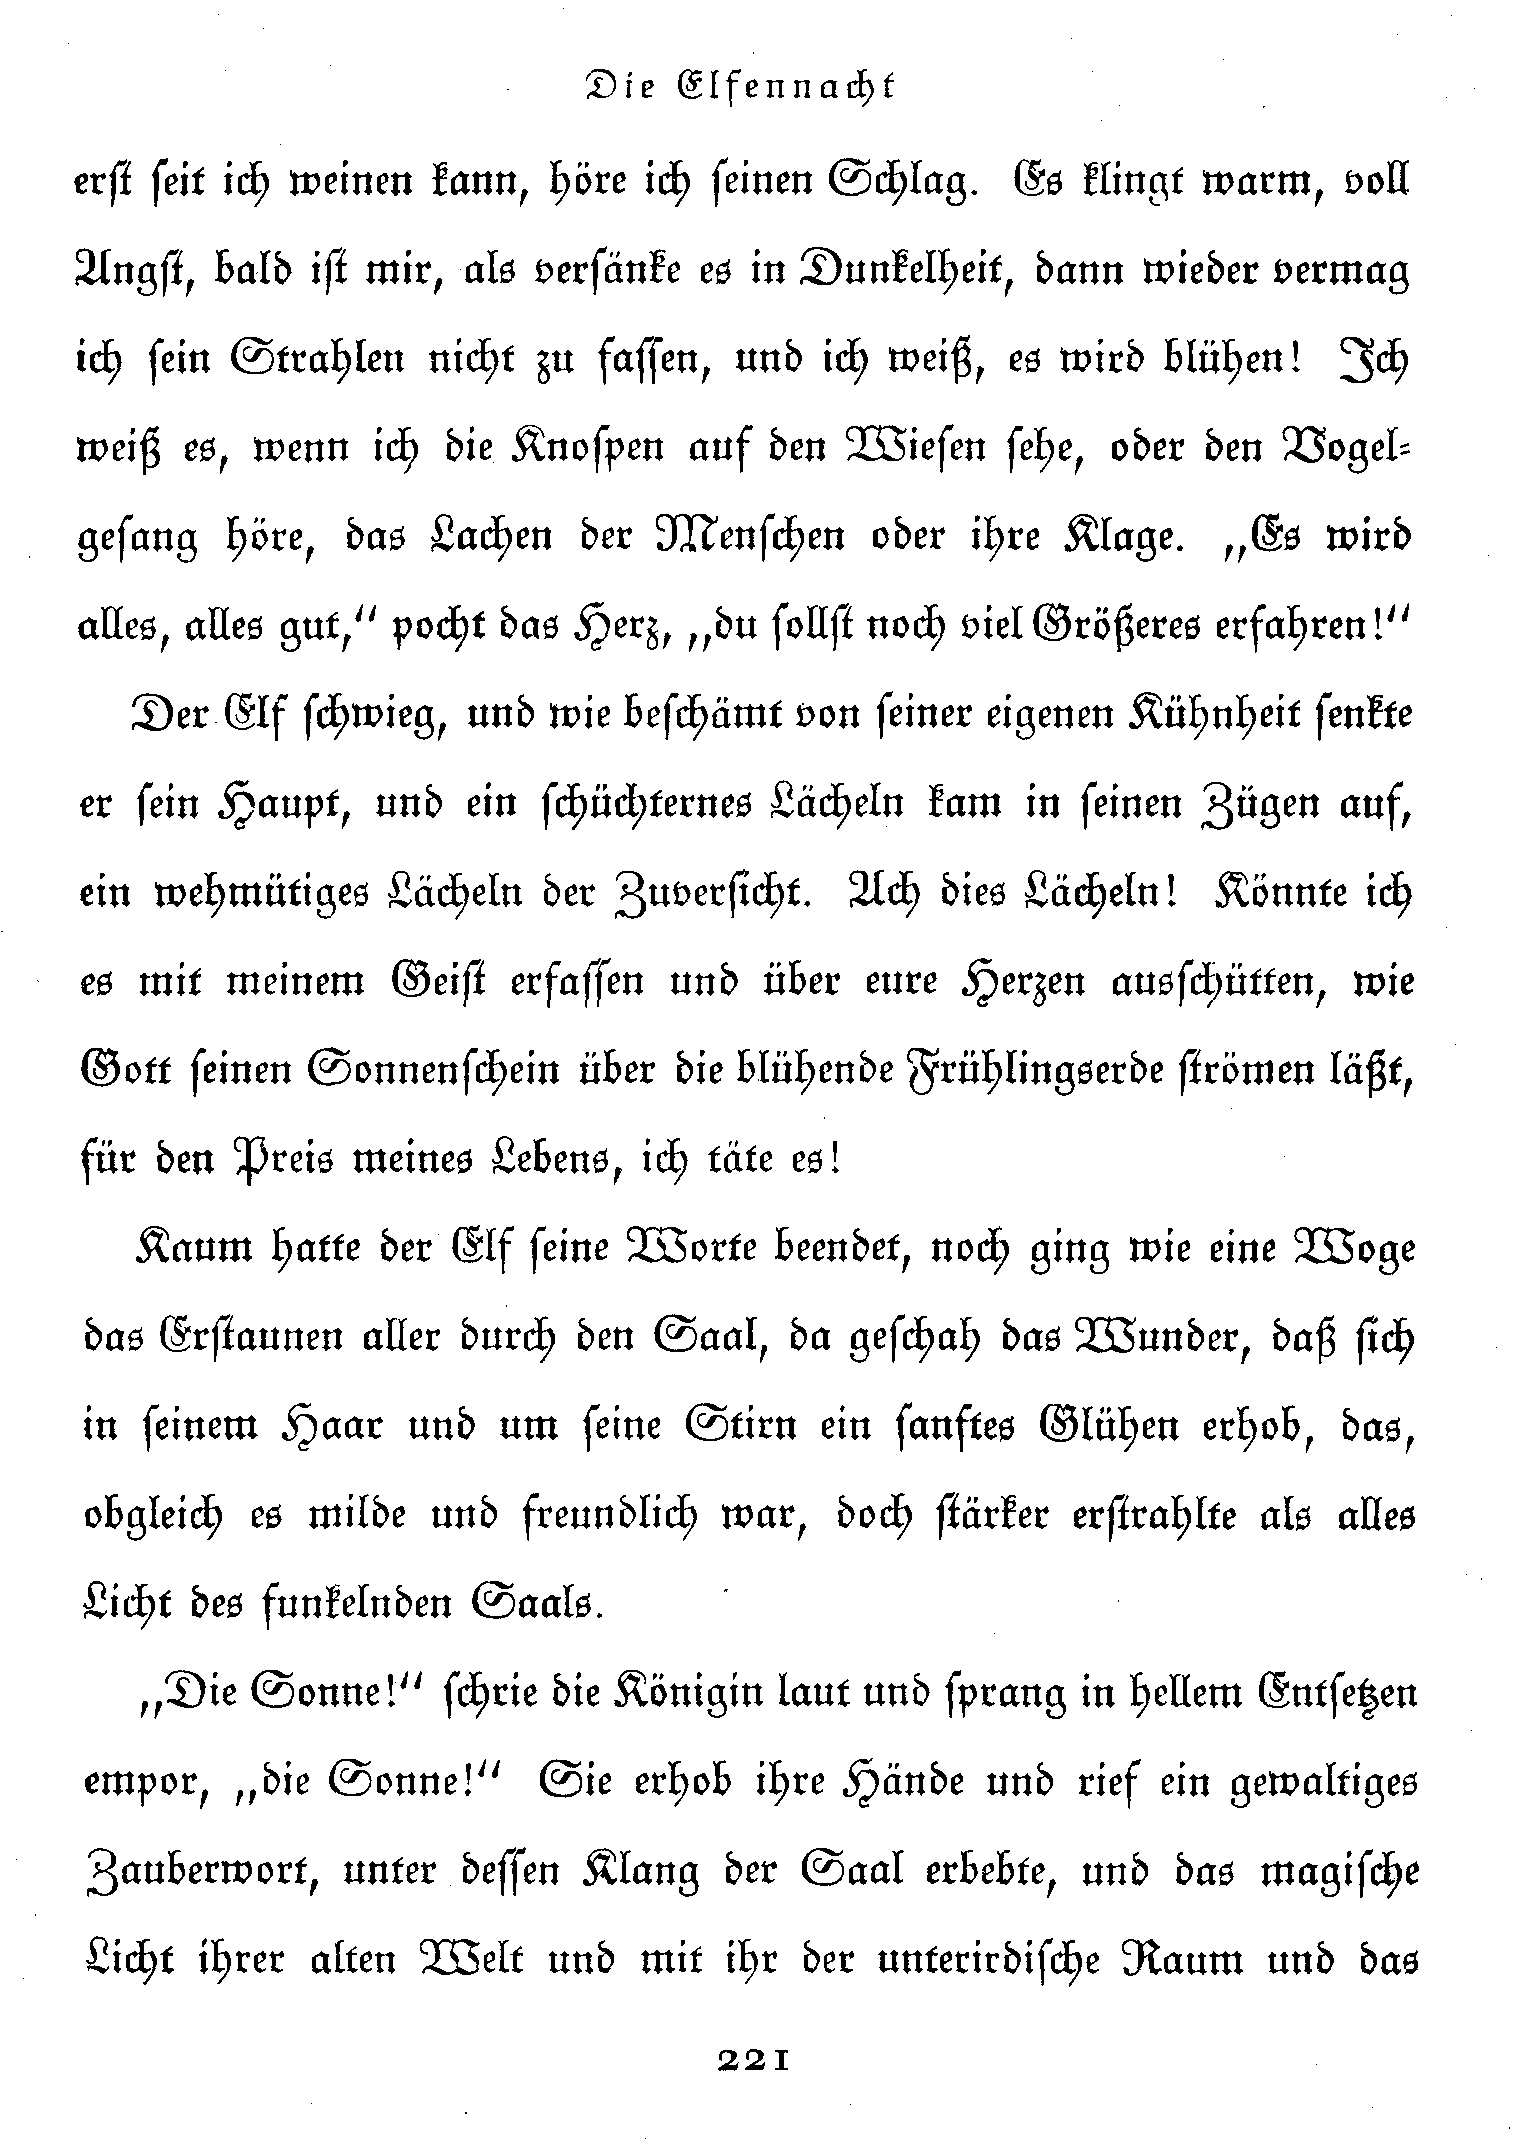 Die Elfennacht
erst seit ich weinen kann, höre ich seinen Schlag. Es klingt warm, voll
Angst, bald ist mir, als versänke es in Dunkelheit, dann wieder vermag
ich sein Strahlen nicht zu fassen, und ich weiß, es wird blühen! Ich
weiß es, wenn ich die Knospen auf den Wiesen sehe, oder den Vogel-
gesang höre, das Lachen der Menschen oder ihre Klage. „Es wird
alles, alles gut,“ pocht das Herz, „du sollst noch viel Größeres erfahren!“
Der Elf schwieg, und wie beschämt von seiner eigenen Kühnheit senkte
er sein Haupt, und ein schüchternes Lächeln kam in seinen Zügen auf,
ein wehmütiges Lächeln der Zuversicht. Ach dies Lächeln! Könnte ich
es mit meinem Geist erfassen und über eure Herzen ausschütten, wie
Gott seinen Sonnenschein über die blühende Frühlingserde strömen läßt,
für den Preis meines Lebens, ich täte es!
Kaum hatte der Elf seine Worte beendet, noch ging wie eine Woge
das Erstaunen aller durch den Saal, da geschah das Wunder, daß sich
in seinem Haar und um seine Stirn ein sanftes Glühen erhob, das,
obgleich es milde und freundlich war, doch stärker erstrahlte als alles
Licht des funkelnden Saals.
„Die Sonne!“ schrie die Königin laut und sprang in hellem Entsetzen
empor, „die Sonne!“ Sie erhob ihre Hände und rief ein gewaltiges
Zauberwort, unter dessen Klang der Saal erbebte, und das magische
Licht ihrer alten Welt und mit ihr der unterirdische Raum und das
221